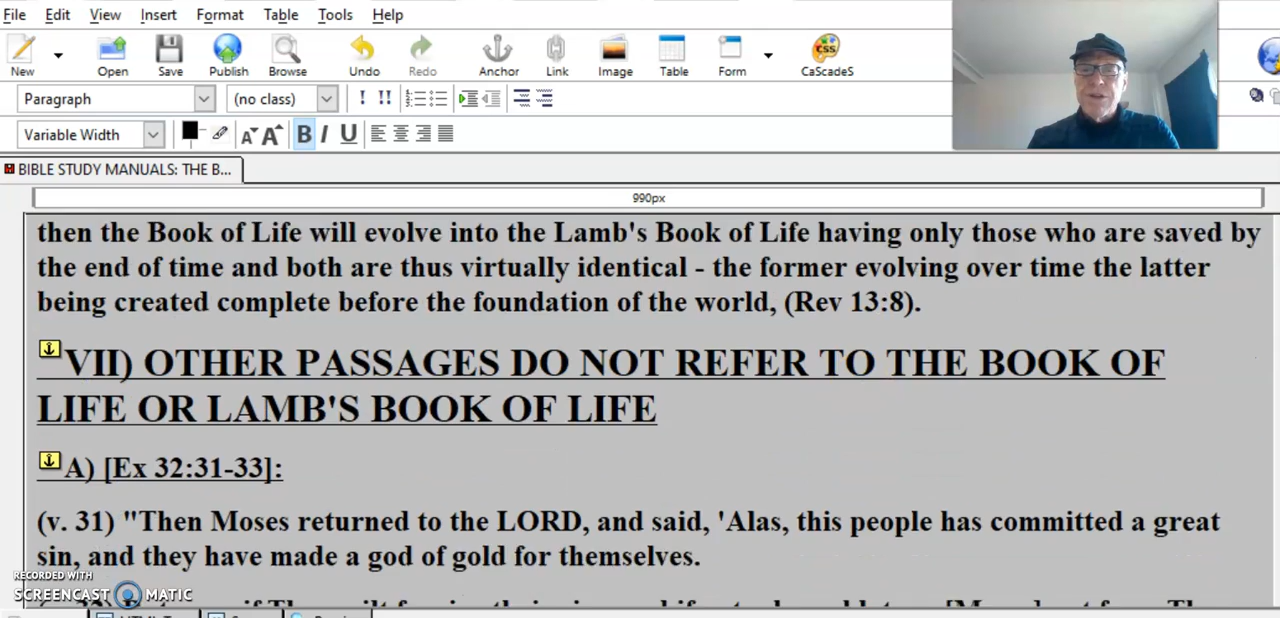 File Edit View Insert Format Table Tools Help
New Open Save Publish Browse Undo Redo Anchor Link Image Table Form CaScadeS
Paragraph (no class) ! !!
Variable Width A A B I U
BIBLE STUDY MANUALS: THE B...
990px
then the Book of Life will evolve into the Lamb's Book of Life having only those who are saved by
the end of time and both are thus virtually identical - the former evolving over time the latter
being created complete before the foundation of the world, (Rev 13:8).
VII) OTHER PASSAGES DO NOT REFER TO THE BOOK OF
LIFE OR LAMB'S BOOK OF LIFE
A) [Ex 32:31-33]:
(v. 31) "Then Moses returned to the LORD, and said, 'Alas, this people has committed a great
sin, and they have made a god of gold for themselves.
RECORDED WITH
SCREENCAST MATIC